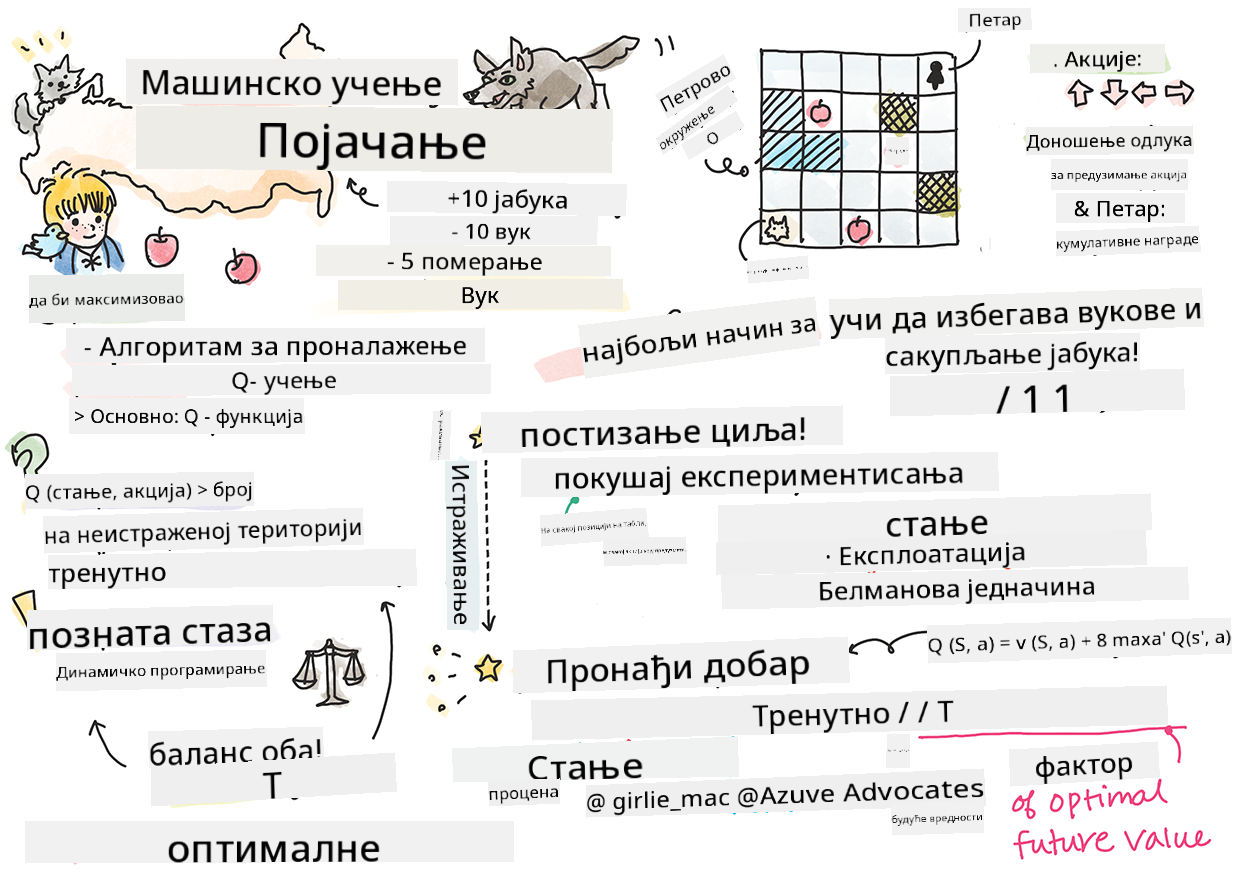 Машинско учење
Појачање
+10 јабука
- 10 вук
- 5 померање
Вук
да би максимизовао
Петрово
окружење
О
Петар
. Акције:
Доношење одлука
за предузимање акција
& Петар:
кумулативне награде
- Алгоритам за проналажење
Q- учење
> Основно: Q - функција
најбољи начин за
учи да избегава вукове и
сакупљање јабука!
/ 1 1
Q (стање, акција) > број
на неистраженој територији
тренутно
позната стаза
Динамичко програмирање
баланс оба!
Т
оптималне
Истраживање
постизање циља!
покушај експериментисања
На свакој позицији на табли,
стање
· Експлоатација
Белманова једначина
Q (S, a) = v (S, a) + 8 maxa' Q(s', a)
Пронађи добар
Тренутно / / Т
Стање
процена
@ girlie_mac @Azuve Advocates
будуће вредности
фактор
of optimal
future value